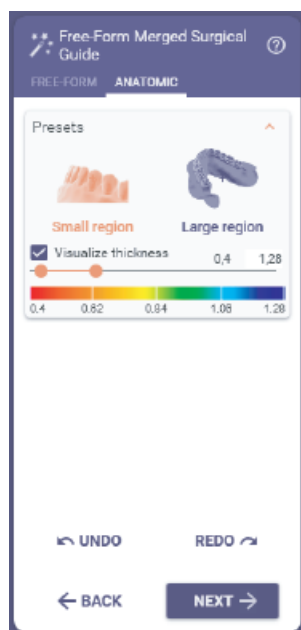 Free-Form Merged Surgical
Guide
FREE-FORM ANATOMIC
Presets
Small region Large region
Visualize thickness 0,4 1,28
0.4 0.62 0.84 1.06 1.28
UNDO REDO
BACK NEXT